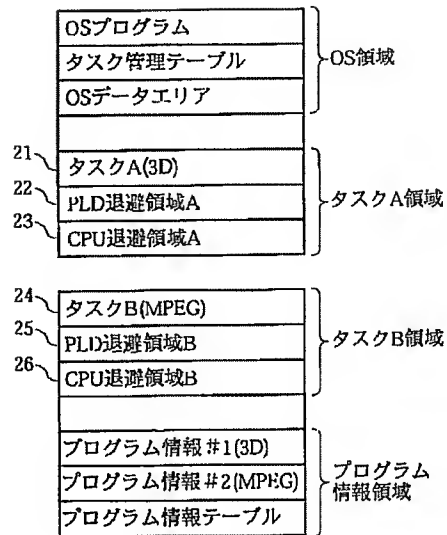 OSプログラム
タスク管理テーブル
OSデータエリア
OS領域
21
タスクA(3D)
22
PLD退避領域A
23
CPU退避領域A
タスクA領域
24
タスクB(MPEG)
25
PLD退避領域B
26
CPU退避領域B
タスクB領域
プログラム情報#1(3D)
プログラム情報#2(MPEG)
プログラム情報テーブル
プログラム
情報領域